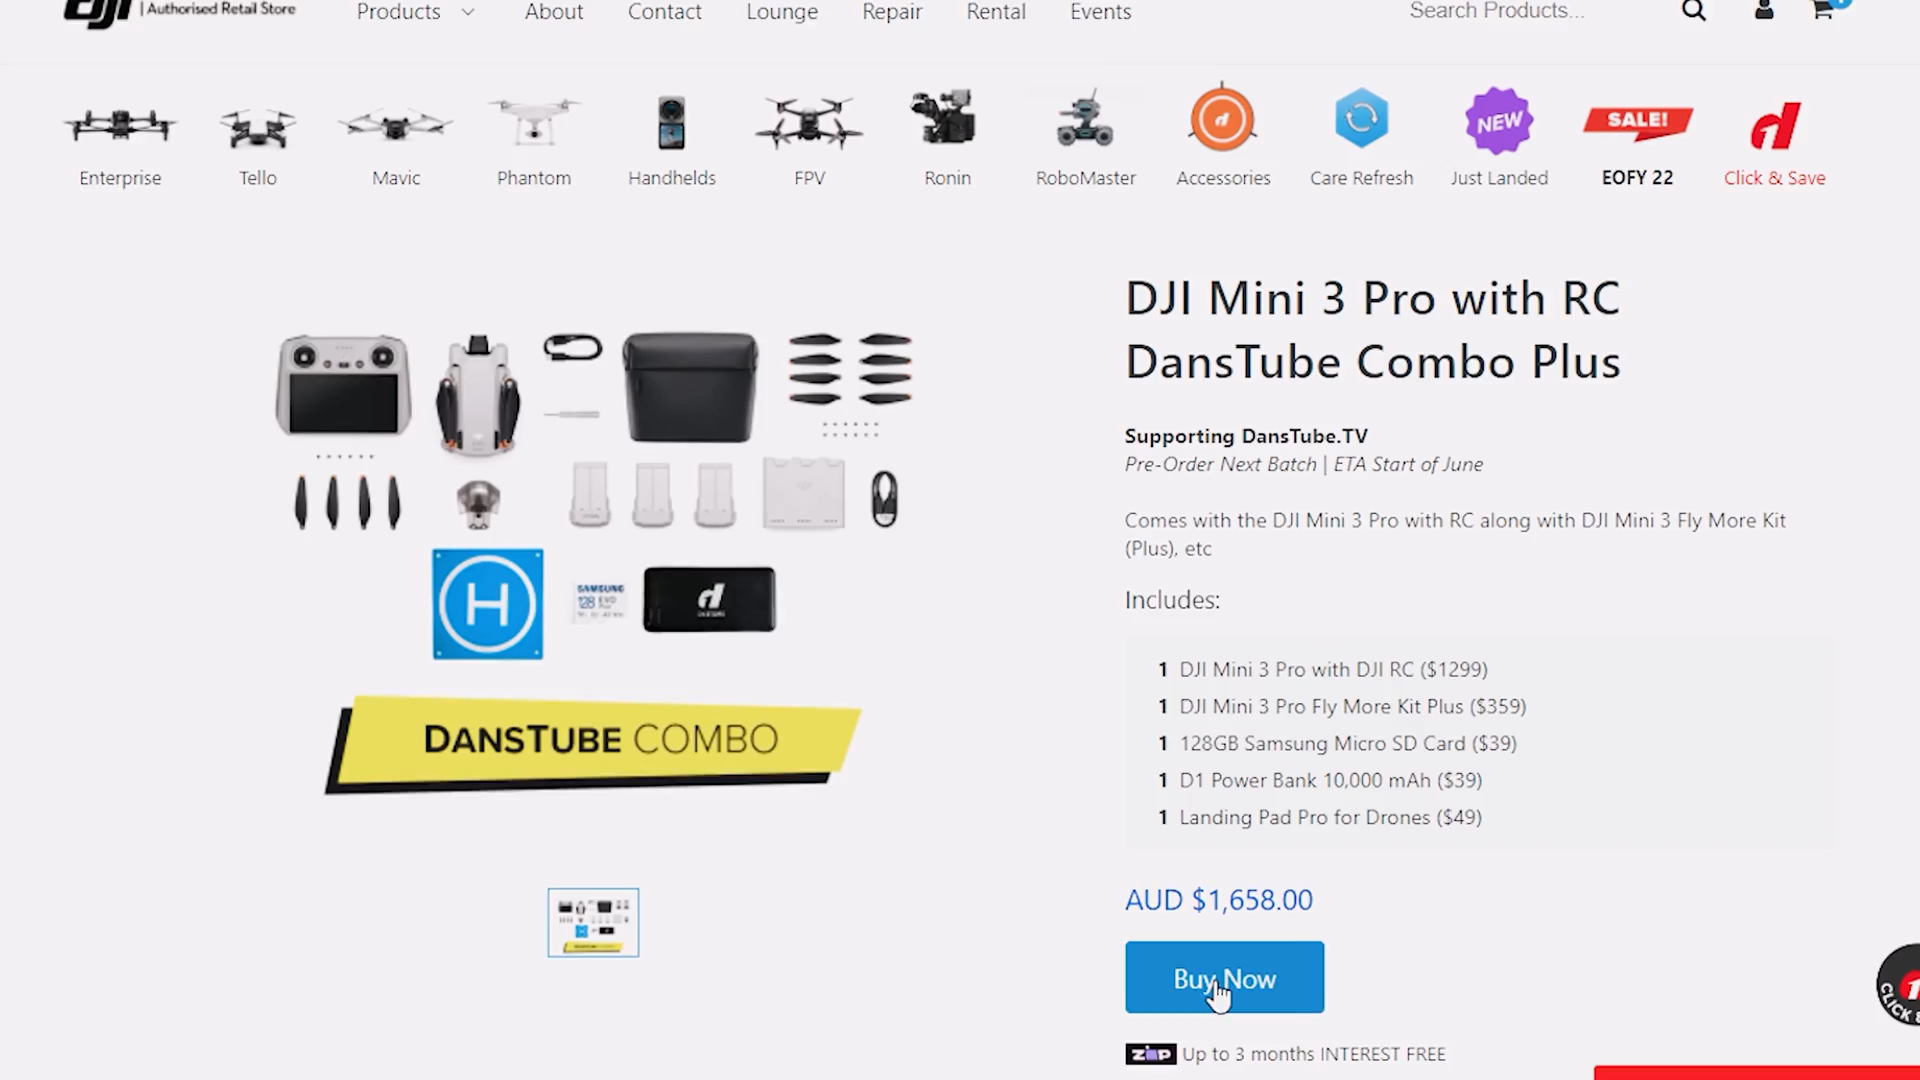 dji | Authorised Retail Store
Products
About
Contact
Lounge
Repair
Rental
Events
Search Products...
Enterprise
Tello
Mavic
Phantom
Handhelds
FPV
Ronin
RoboMaster
Accessories
Care Refresh
NEW
Just Landed
SALE!
EOFY 22
Click & Save
DJI Mini 3 Pro with RC
DansTube Combo Plus
Supporting DansTube.TV
Pre-Order Next Batch | ETA Start of June
Comes with the DJI Mini 3 Pro with RC along with DJI Mini 3 Fly More Kit
(Plus), etc
Includes:
1 DJI Mini 3 Pro with DJI RC ($1299)
1 DJI Mini 3 Pro Fly More Kit Plus ($359)
1 128GB Samsung Micro SD Card ($39)
1 D1 Power Bank 10,000 mAh ($39)
1 Landing Pad Pro for Drones ($49)
H
SAMSUNG
128 EVO
DANSTUBE COMBO
AUD $1,658.00
Buy Now
CLICK &
zip Up to 3 months INTEREST FREE